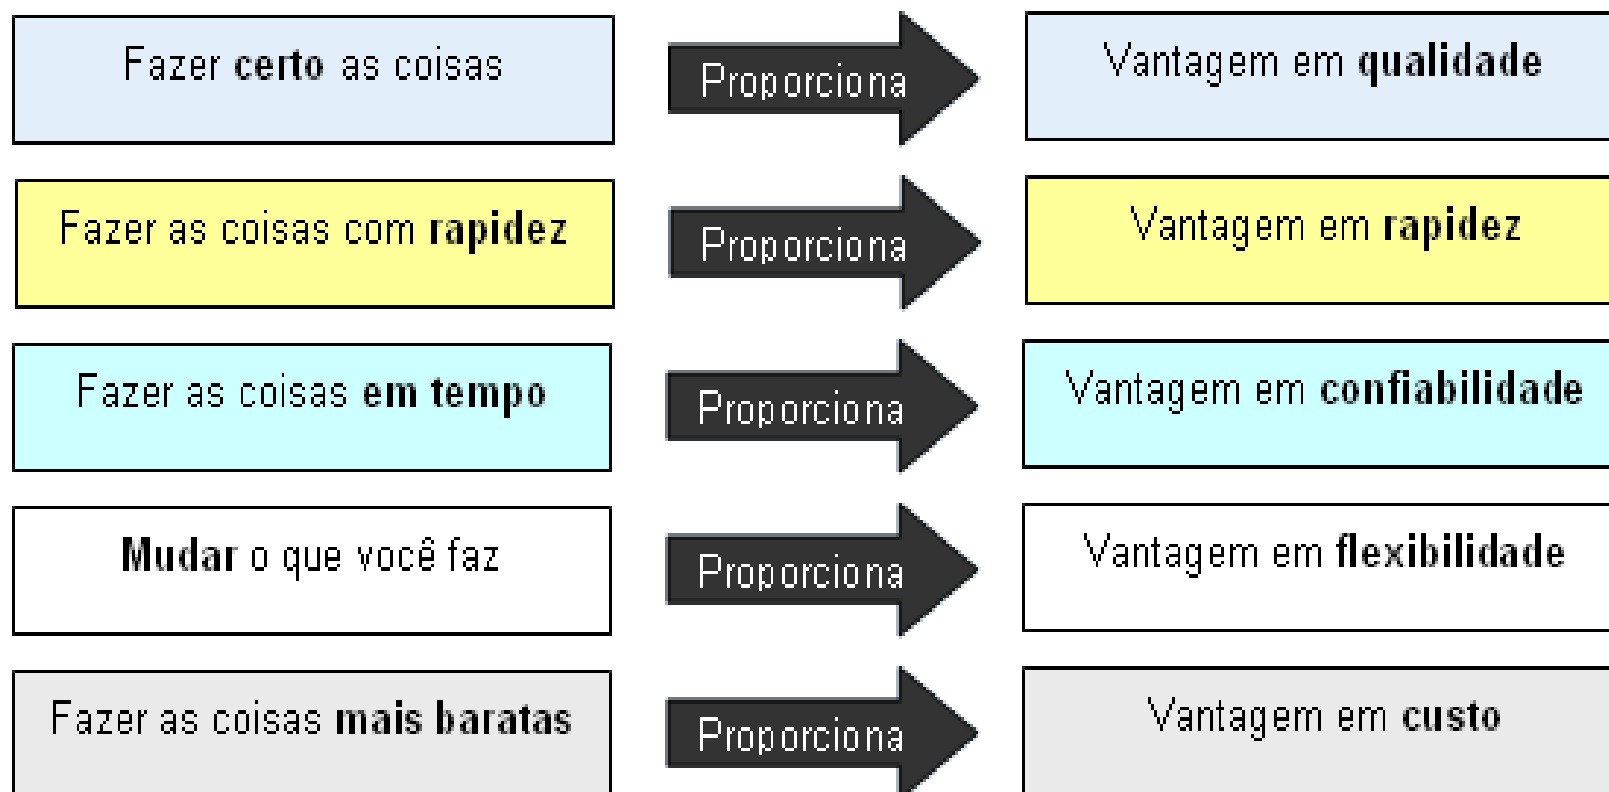 Fazer certo as coisas
Proporciona
Vantagem em qualidade
Fazer as coisas com rapidez
Proporciona
Vantagem em rapidez
Fazer as coisas em tempo
Proporciona
Vantagem em confiabilidade
Mudar o que você faz
Proporciona
Vantagem em flexibilidade
Fazer as coisas mais baratas
Proporciona
Vantagem em custo